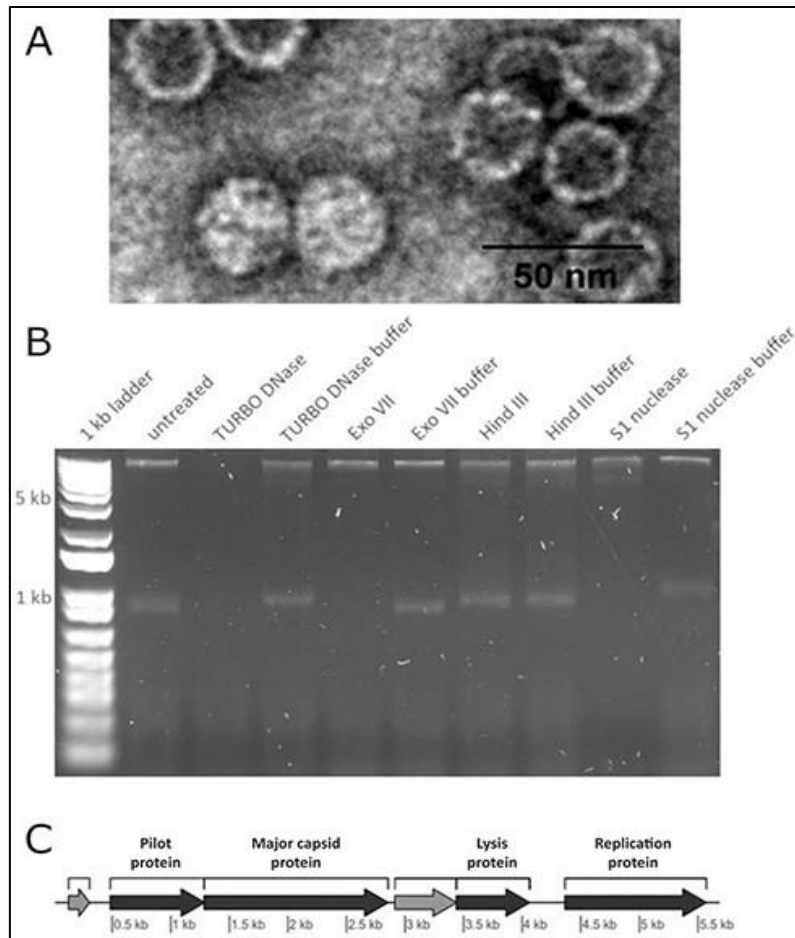 A
50 nm
B
1 kb ladder
untreated
TURBO DNase
TURBO DNase buffer
Exo VII
Exo VII buffer
Hind III
Hind III buffer
S1 nuclease
S1 nuclease buffer
5 kb
1 kb
C
Pilot protein
Major capsid protein
Lysis protein
Replication protein
0.5 kb 1 kb 1.5 kb 2 kb 2.5 kb 3 kb 3.5 kb 4 kb 4.5 kb 5 kb 5.5 kb